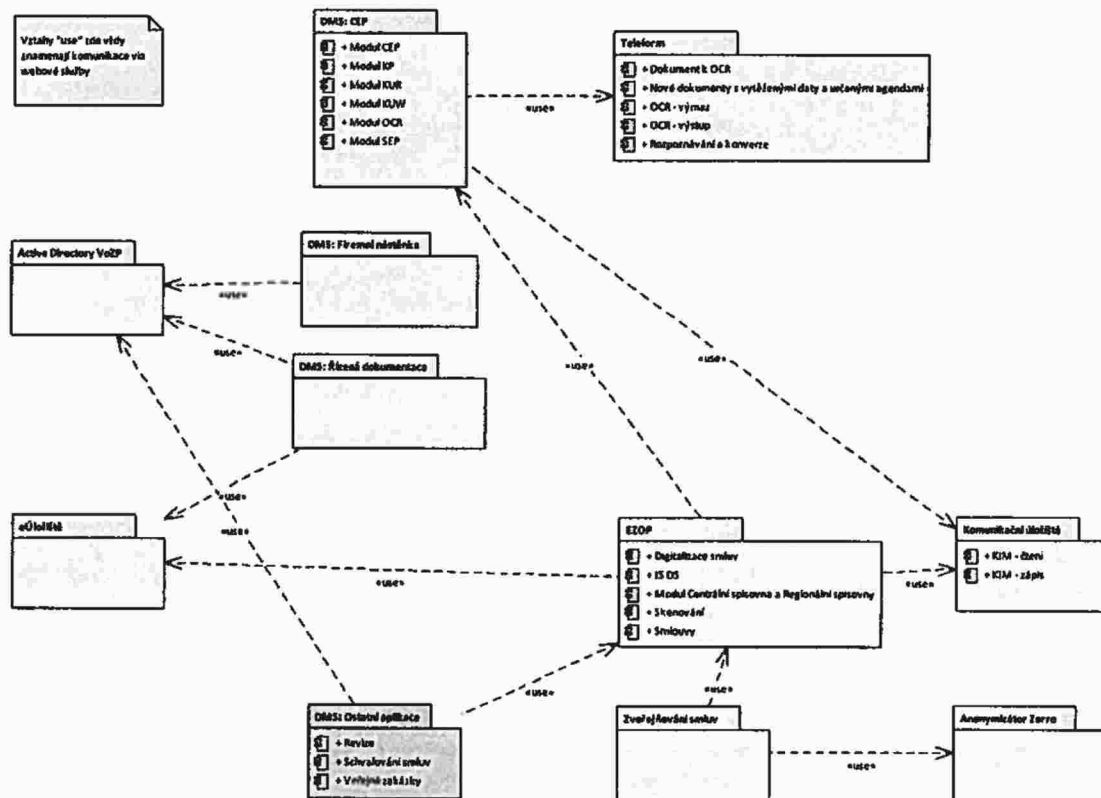 Vztahy "use" zde vždy
znamenají komunikace via
webové služby
DMS: CEP
+ Modul CEP
+ Modul KP
+ Modul KUR
+ Modul KUW
+ Modul OCR
+ Modul SEP
Teleform
+ Dokument k OCR
+ Nové dokumenty s vytěženými daty a určenými agendami
+ OCR - výmaz
+ OCR - výstup
+ Rozpoznávání a konverze
«use»
Active Directory VoZP
DMS: Firemní nástěnka
«use»
«use»
DMS: Řízená dokumentace
«use»
«use»
«use»
«use»
eÚložiště
«use»
EZOP
+ Digitalizace smluv
+ IS DS
+ Modul Centrální spisovna a Regionální spisovny
+ Skenování
+ Smlouvy
Komunikační úložiště
+ KIM - čtení
+ KIM - zápis
«use»
«use»
«use»
DMS: Ostatní aplikace
+ Revize
+ Schvalování smluv
+ Veřejné zakázky
Zveřejňování smluv
Anonymizátor Zorro
«use»